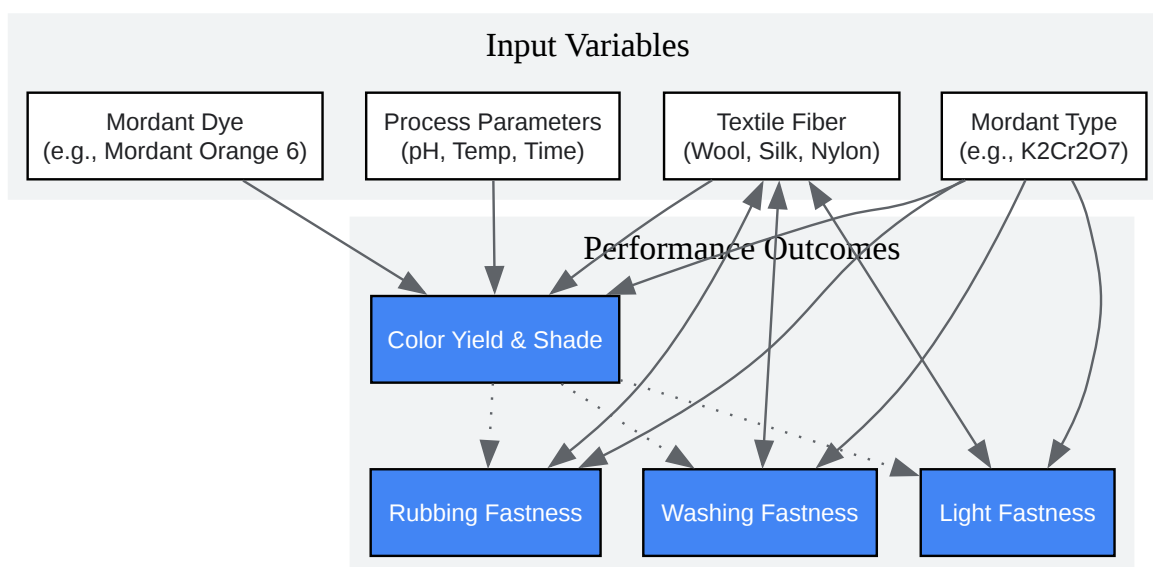 Input Variables
Mordant Dye
(e.g., Mordant Orange 6)
Process Parameters
(pH, Temp, Time)
Textile Fiber
(Wool, Silk, Nylon)
Mordant Type
(e.g., K2Cr2O7)
Performance Outcomes
Color Yield & Shade
Rubbing Fastness
Washing Fastness
Light Fastness